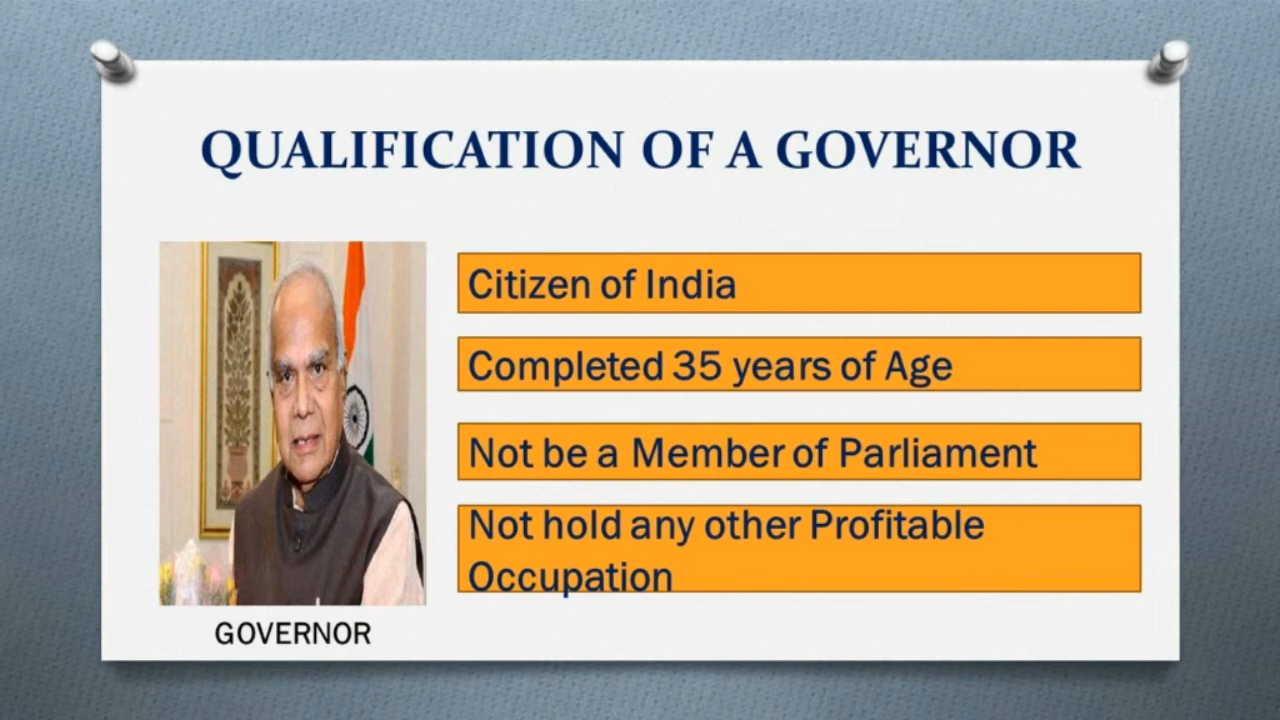 QUALIFICATION OF A GOVERNOR
Citizen of India
Completed 35 years of Age
Not be a Member of Parliament
Not hold any other Profitable
Occupation
GOVERNOR